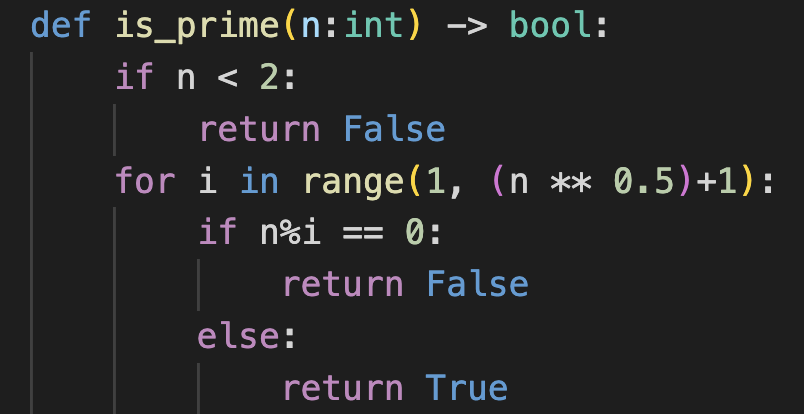 def is_prime(n:int) -> bool:
    if n < 2:
        return False
    for i in range(1, (n ** 0.5)+1):
        if n%i == 0:
            return False
        else:
            return True